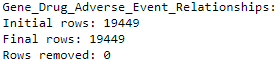 Gene_Drug_Adverse_Event_Relationships:
Initial rows: 19449
Final rows: 19449
Rows removed: 0